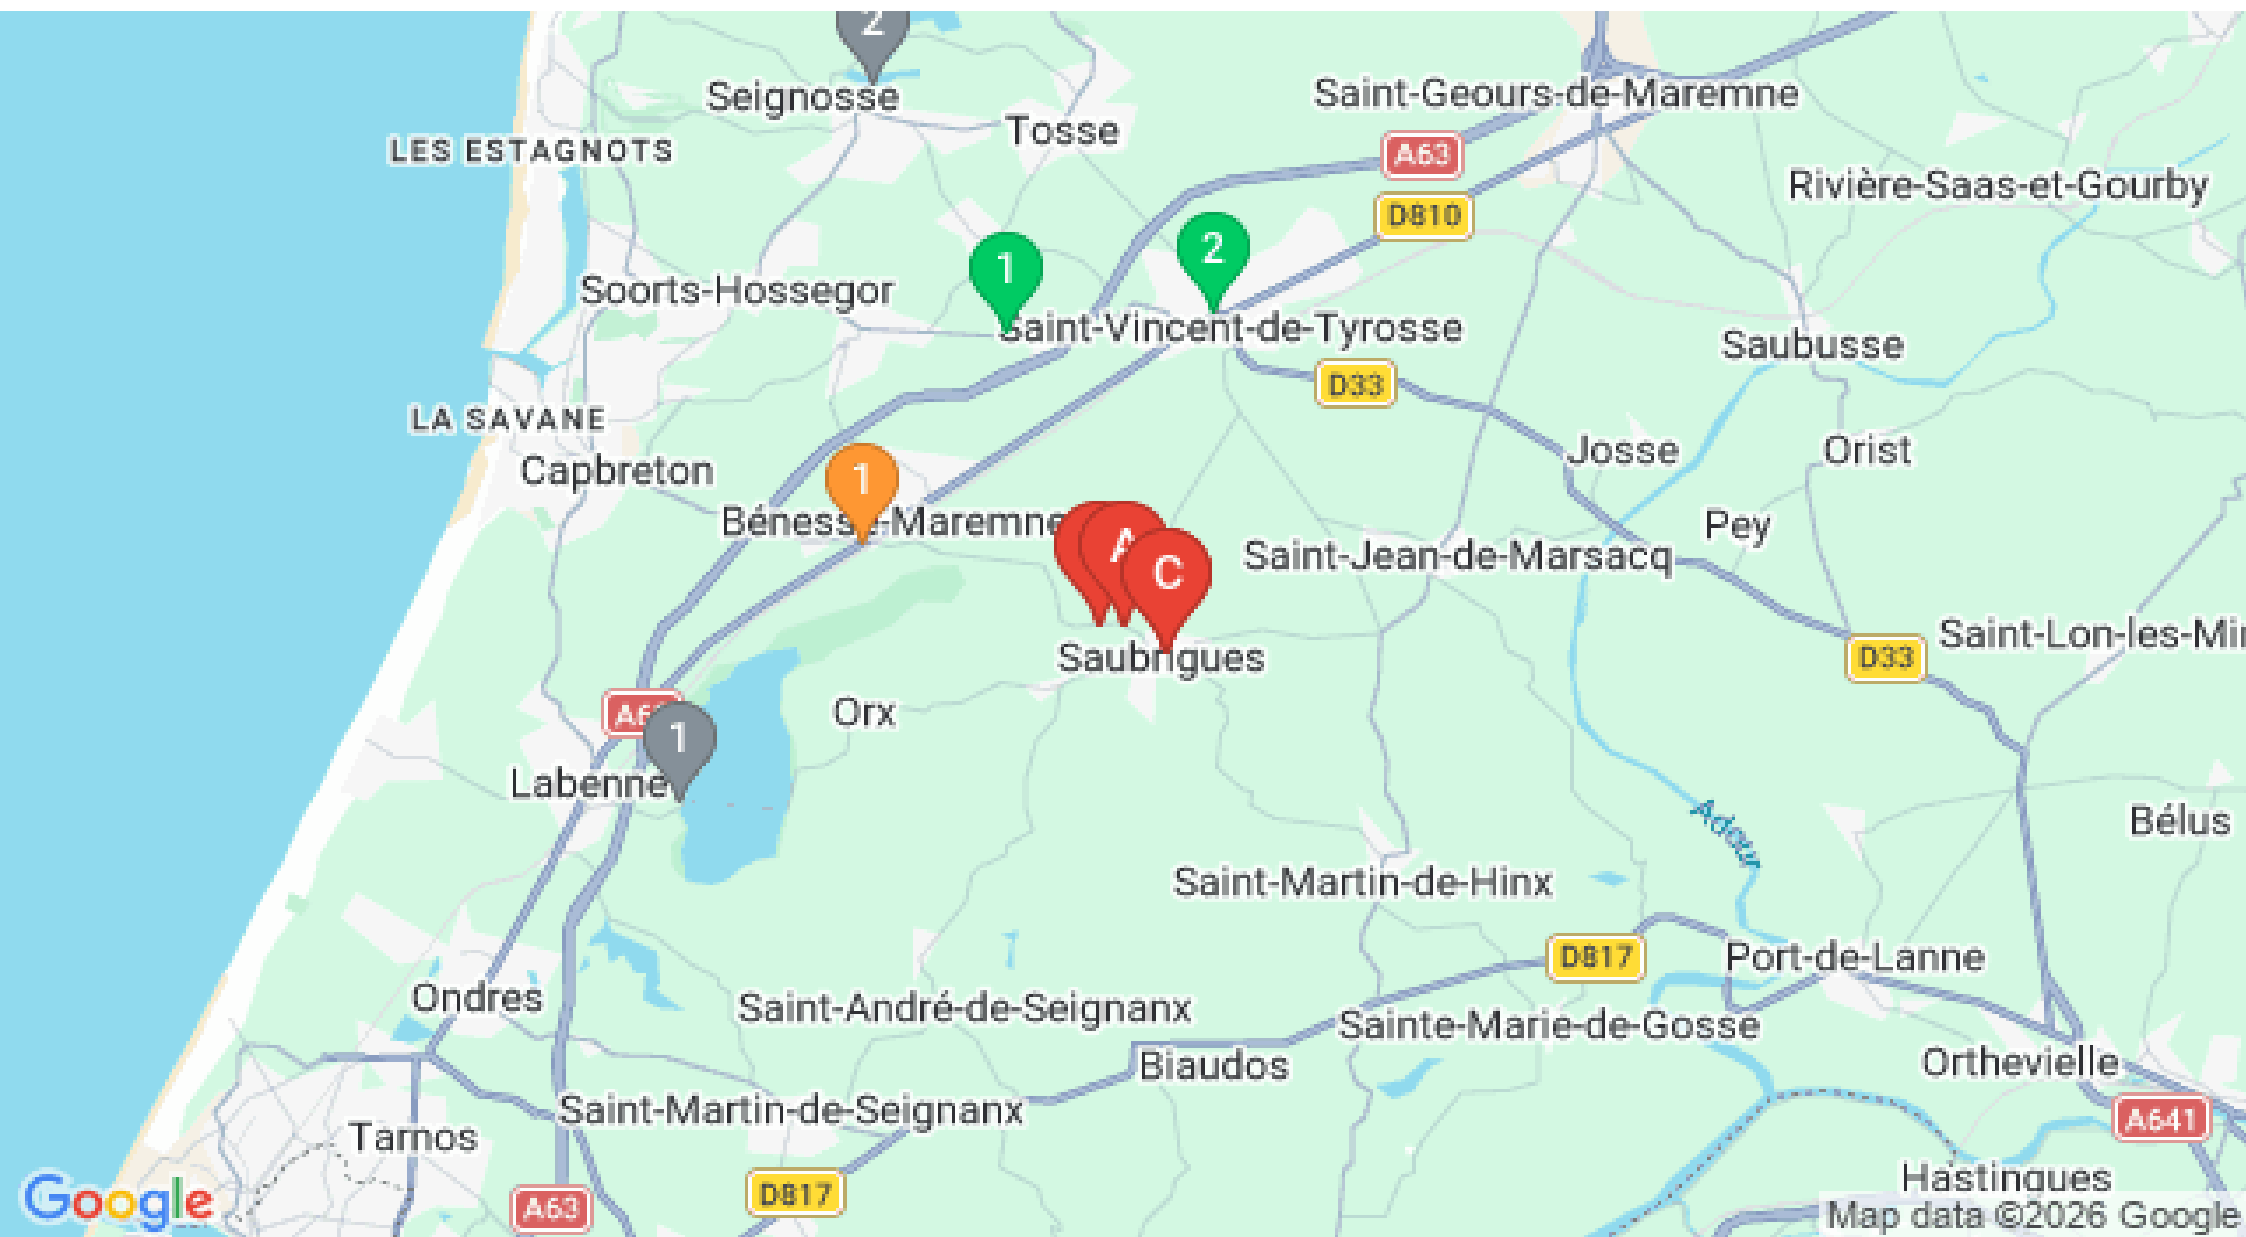 2
Seignosse
Saint-Geours-de-Maremne
LES ESTAGNOTS
Tosse
A63
Rivière-Saas-et-Gourby
D810
1
2
Soorts-Hossegor
Saint-Vincent-de-Tyrosse
Saubusse
D33
LA SAVANE
Capbreton
Josse
Orist
1
Bénesse-Maremne
Pey
A
C
Saint-Jean-de-Marsacq
Saubrigues
Saint-Lon-les-Mi
D33
Orx
1
Labenne
Adour
Bélus
Saint-Martin-de-Hinx
D817
Port-de-Lanne
Ondres
Saint-André-de-Seignanx
Sainte-Marie-de-Gosse
Biaudos
Orthevielle
Saint-Martin-de-Seignanx
Tarnos
A641
Hastingues
D817
A63
Google
Map data ©2026 Google